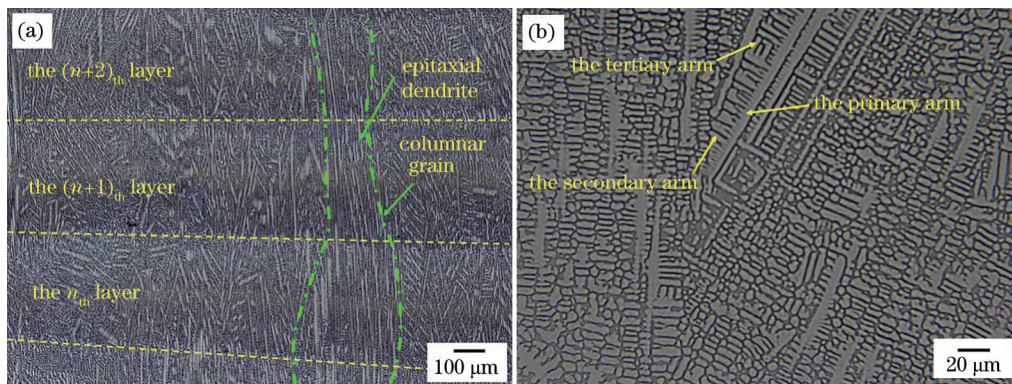 (a)
the (n+2)th layer
epitaxial
dendrite
columnar
grain
the (n+1)th layer
the nth layer
100 μm
(b)
the tertiary arm
the primary arm
the secondary arm
20 μm